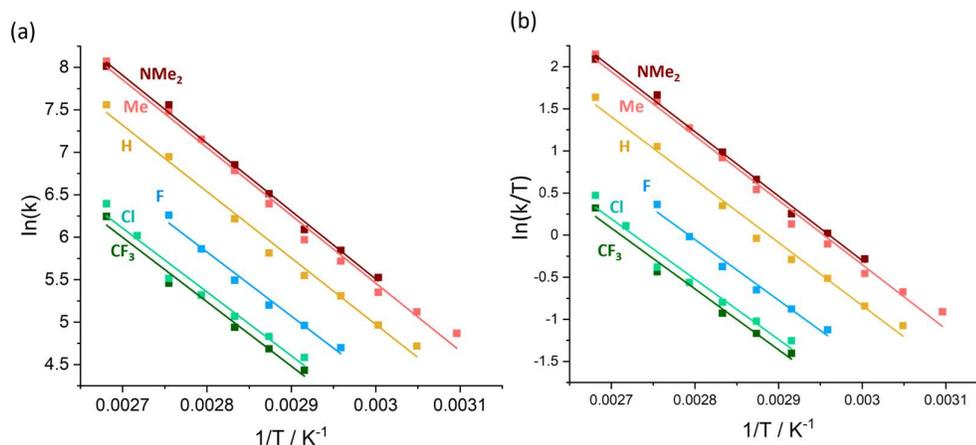 (a)
8
7.5
7
6.5
6
5.5
5
4.5
ln(k)
NMe₂
Me
H
F
Cl
CF₃
0.0027
0.0028
0.0029
0.003
0.0031
1/T / K⁻¹
(b)
2
1.5
1
0.5
0
-0.5
-1
-1.5
ln(k/T)
NMe₂
Me
H
F
Cl
CF₃
0.0027
0.0028
0.0029
0.003
0.0031
1/T / K⁻¹